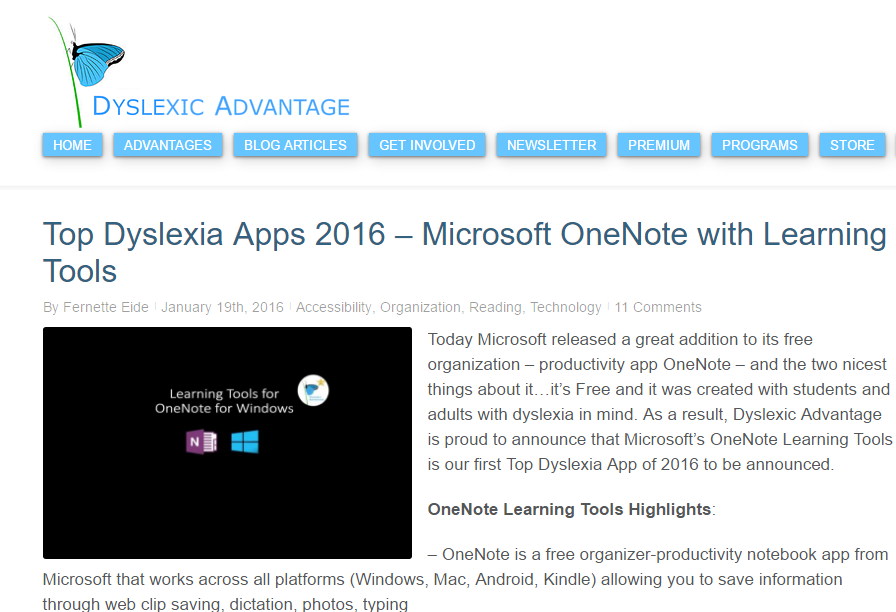 DYSLEXIC ADVANTAGE
HOME ADVANTAGES BLOG ARTICLES GET INVOLVED NEWSLETTER PREMIUM PROGRAMS STORE
Top Dyslexia Apps 2016 – Microsoft OneNote with Learning
Tools
By Fernette Eide January 19th, 2016 Accessibility, Organization, Reading, Technology 11 Comments
Learning Tools for
OneNote for Windows
N
Today Microsoft released a great addition to its free
organization – productivity app OneNote – and the two nicest
things about it…it’s Free and it was created with students and
adults with dyslexia in mind. As a result, Dyslexic Advantage
is proud to announce that Microsoft’s OneNote Learning Tools
is our first Top Dyslexia App of 2016 to be announced.
OneNote Learning Tools Highlights:
– OneNote is a free organizer-productivity notebook app from
Microsoft that works across all platforms (Windows, Mac, Android, Kindle) allowing you to save information
through web clip saving, dictation, photos, typing